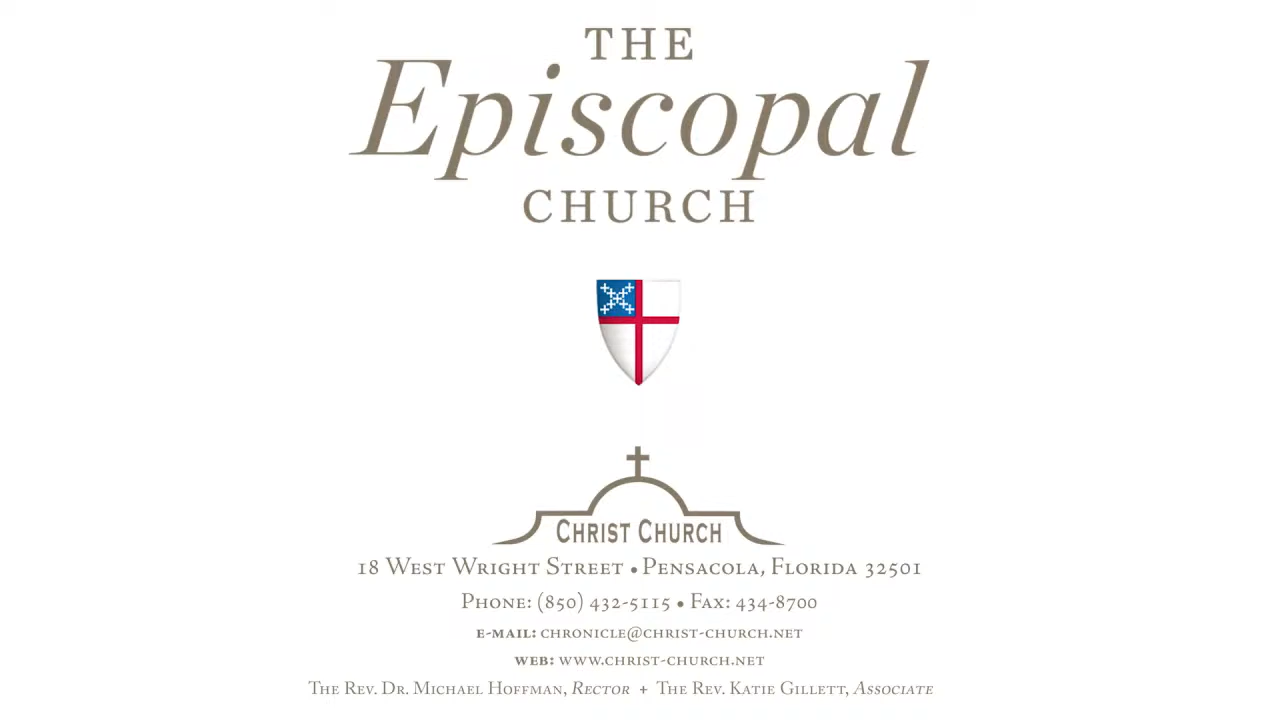 THE
Episcopal
CHURCH
CHRIST CHURCH
18 West Wright Street • Pensacola, Florida 32501
Phone: (850) 432-5115 • Fax: 434-8700
E-MAIL: CHRONICLE@CHRIST-CHURCH.NET
WEB: WWW.CHRIST-CHURCH.NET
The Rev. Dr. Michael Hoffman, Rector + The Rev. Katie Gillett, Associate